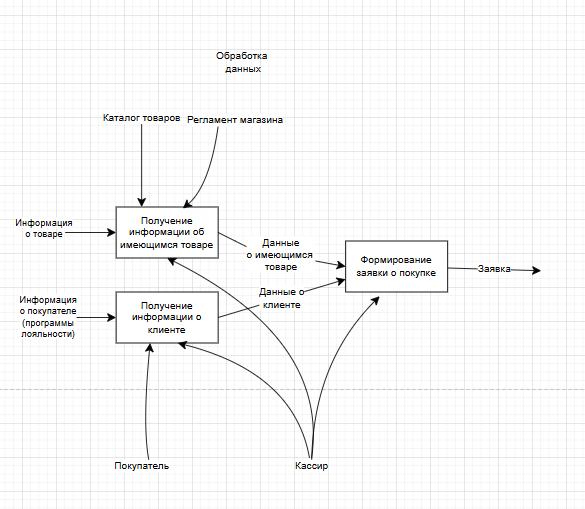 Обработка
данных
Каталог товаров
Регламент магазина
Информация
о товаре
Получение
информации об
имеющимся товаре
Данные
о имеющимся
товаре
Формирование
заявки о покупке
Заявка
Информация
о покупателе
(программы
лояльности)
Получение
информации о
клиенте
Данные о
клиенте
Покупатель
Кассир